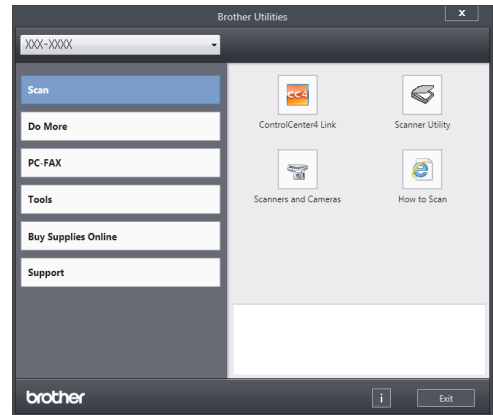 Brother Utilities
x
XXX-XXXX
Scan
Do More
PC-FAX
Tools
Buy Supplies Online
Support
CC4
ControlCenter4 Link
Scanner Utility
Scanners and Cameras
How to Scan
brother
i
Exit